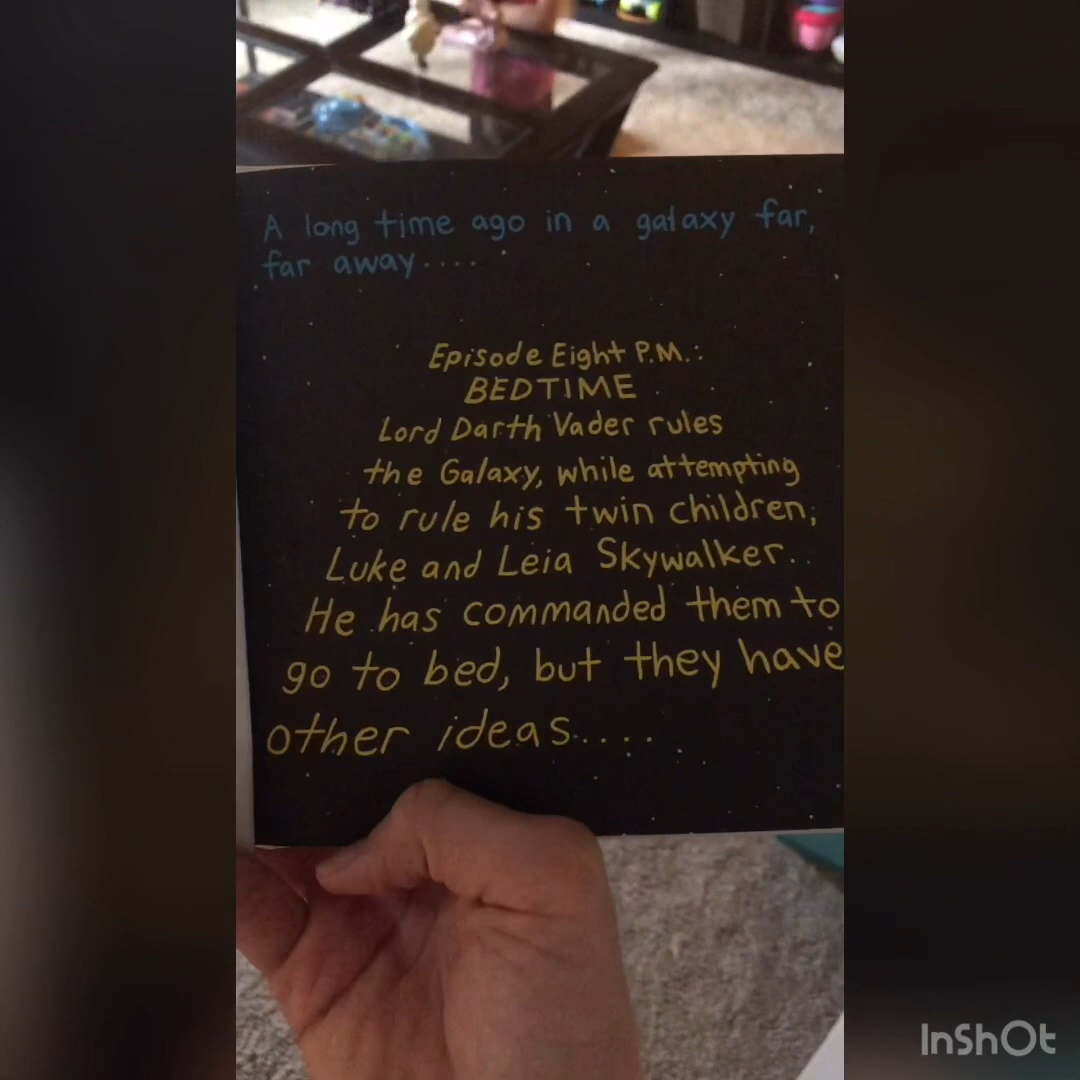 A long time ago in a galaxy far,
far away....
Episode Eight P.M.:
BEDTIME
Lord Darth Vader rules
the Galaxy, while attempting
to rule his twin children,
Luke and Leia Skywalker.
He has commanded them to
go to bed, but they have
other ideas....
InShOt